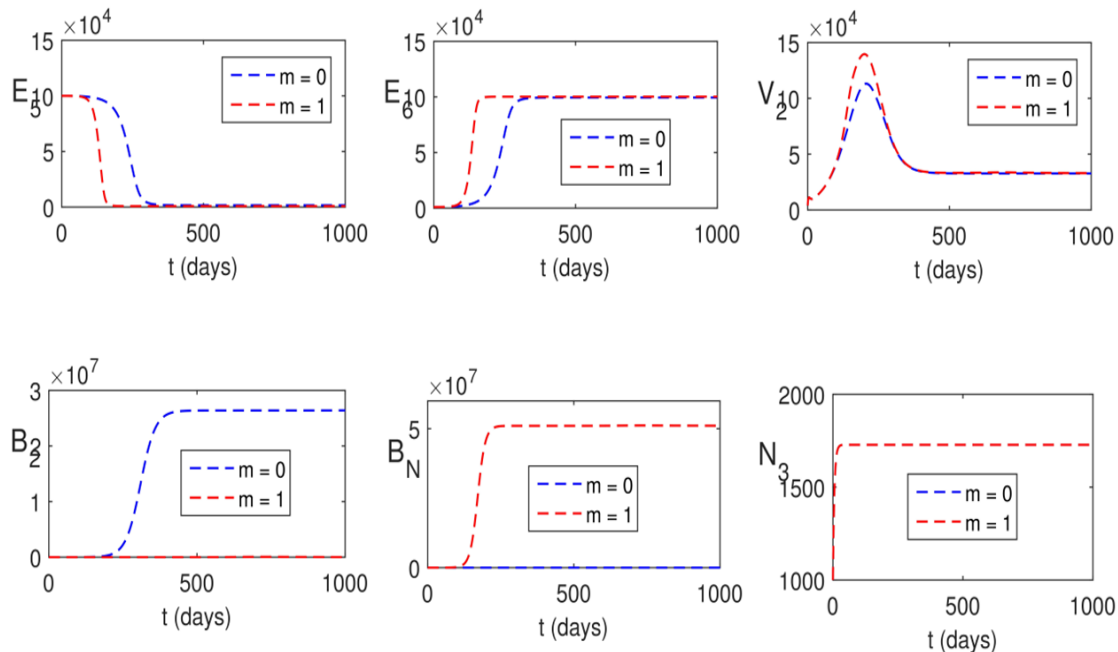 ×10⁴
15
10
5
0
E₅
0 500 1000
t (days)
m = 0
m = 1
×10⁴
15
10
5
0
E₆
0 500 1000
t (days)
m = 0
m = 1
×10⁴
15
10
5
0
V₂
0 500 1000
t (days)
m = 0
m = 1
×10⁷
3
2
1
0
B₂
0 500 1000
t (days)
m = 0
m = 1
×10⁷
5
0
B_N
0 500 1000
t (days)
m = 0
m = 1
2000
1500
1000
N₃
0 500 1000
t (days)
m = 0
m = 1